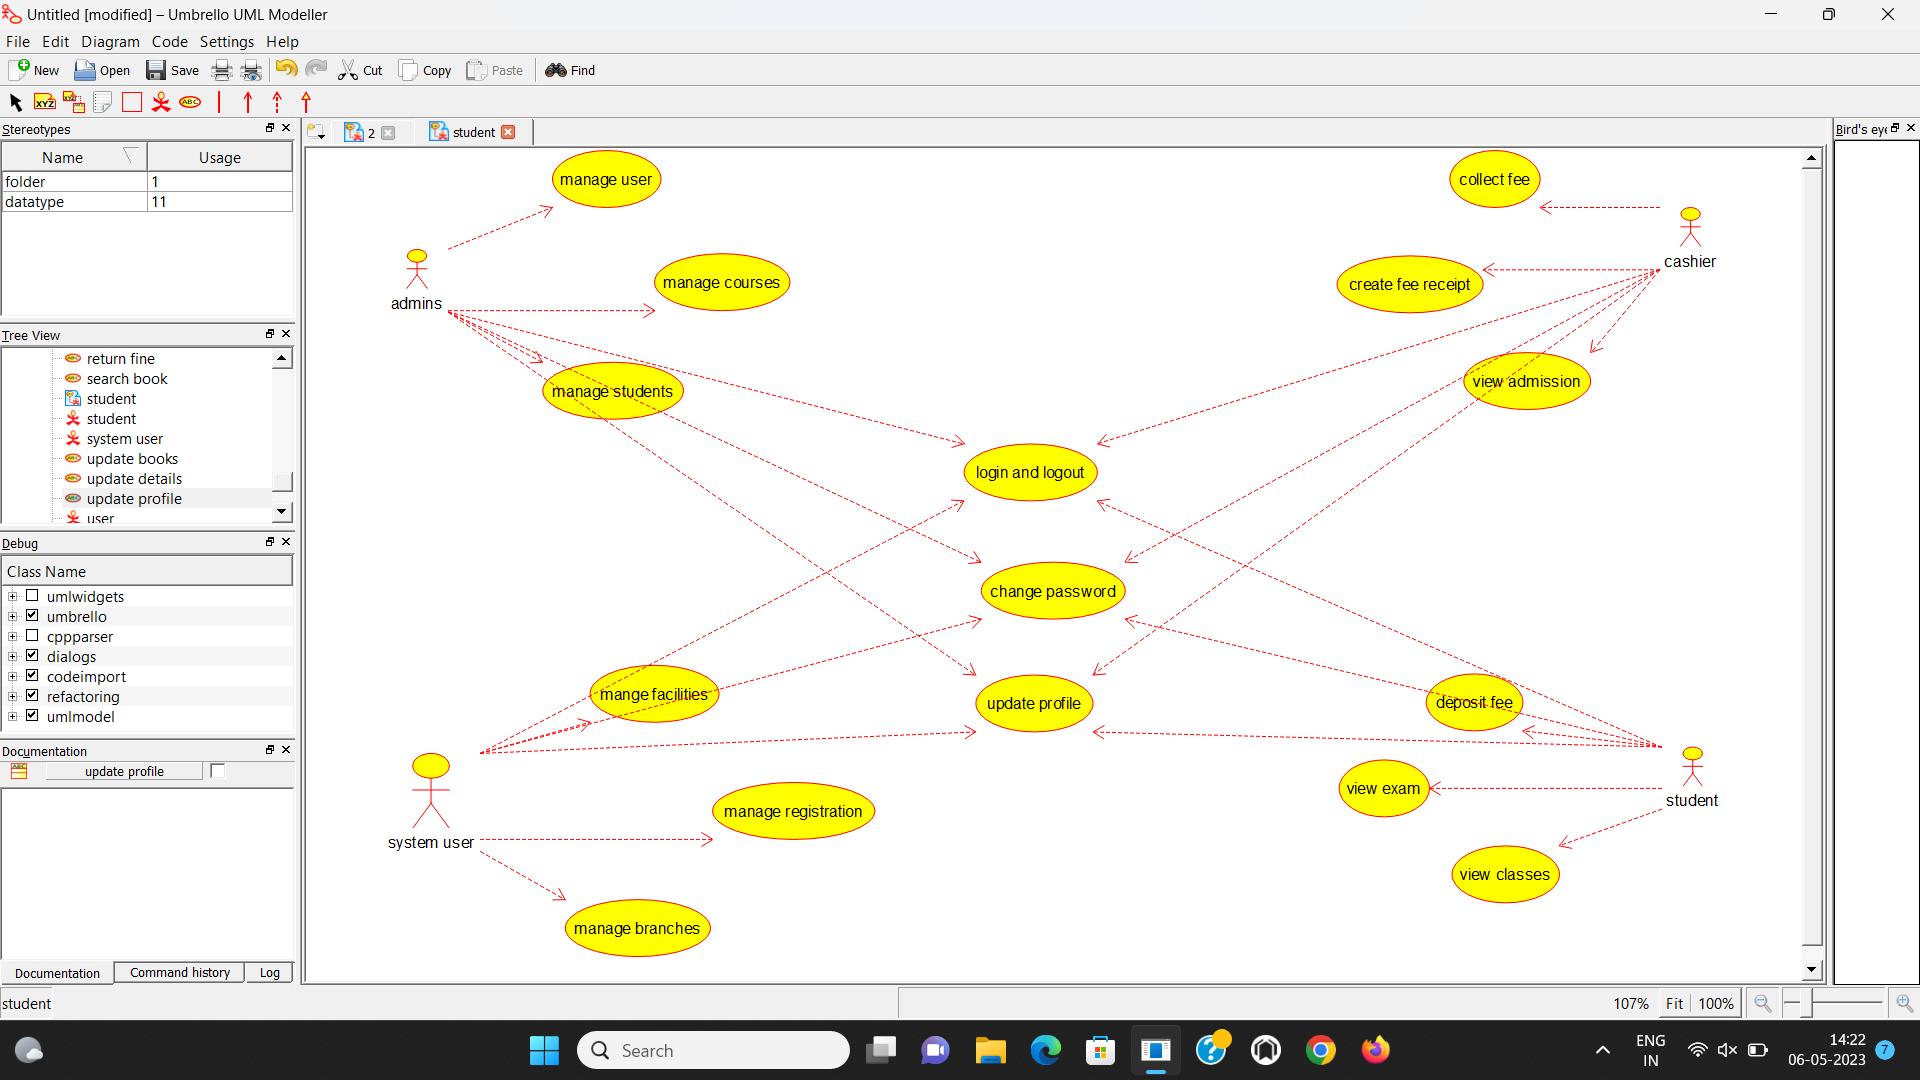 Untitled [modified] – Umbrello UML Modeller
File Edit Diagram Code Settings Help
New Open Save Cut Copy Paste Find
XYZ XYZ ABC
Stereotypes
Name Usage
folder 1
datatype 11
Tree View
return fine
search book
student
student
system user
update books
update details
update profile
user
Debug
Class Name
umlwidgets
umbrello
cppparser
dialogs
codeimport
refactoring
umlmodel
Documentation
update profile
Documentation Command history Log
student
2 student
manage user
collect fee
admins
cashier
manage courses
create fee receipt
manage students
view admission
login and logout
change password
mange facilities
update profile
deposit fee
system user
manage registration
view exam
student
view classes
manage branches
Bird's eye
107% Fit 100%
Search
ENG
IN
14:22
06-05-2023
7